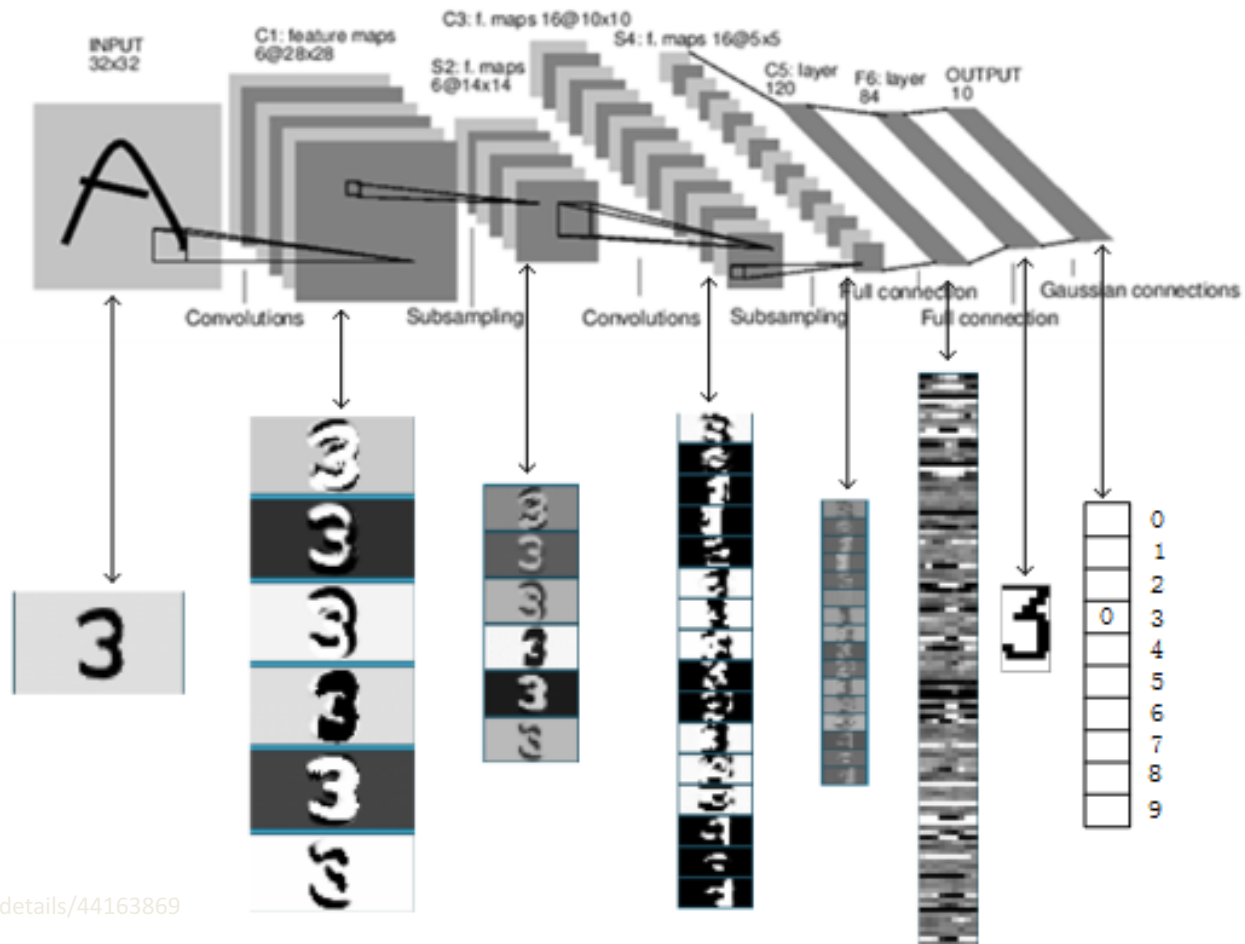 INPUT
32x32
C1: feature maps
6@28x28
S2: f. maps
6@14x14
C3: f. maps 16@10x10
S4: f. maps 16@5x5
C5: layer
120
F6: layer
84
OUTPUT
10
Convolutions
Subsampling
Convolutions
Subsampling
Full connection
Full connection
Gaussian connections
A
3
3
0
0
1
2
3
4
5
6
7
8
9
details/44163869